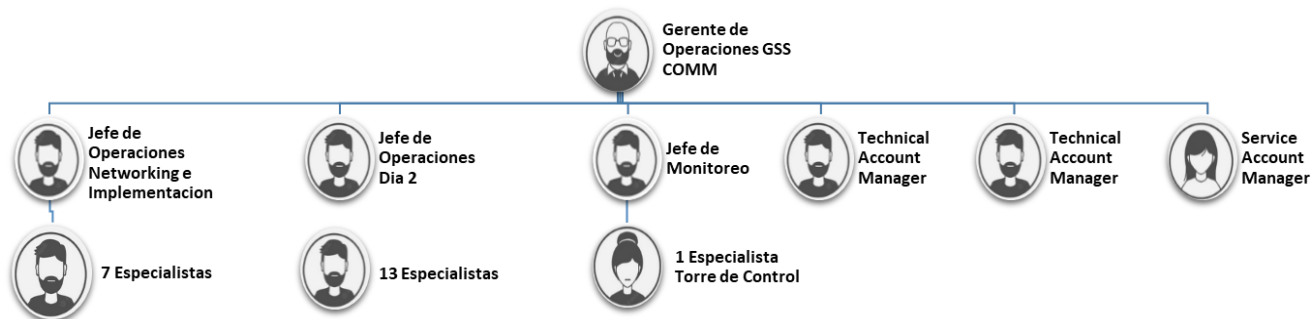 Gerente de
Operaciones GSS
COMM
Jefe de
Operaciones
Networking e
Implementacion
Jefe de
Operaciones
Dia 2
Jefe de
Monitoreo
Technical
Account
Manager
Technical
Account
Manager
Service
Account
Manager
7 Especialistas
13 Especialistas
1 Especialista
Torre de Control